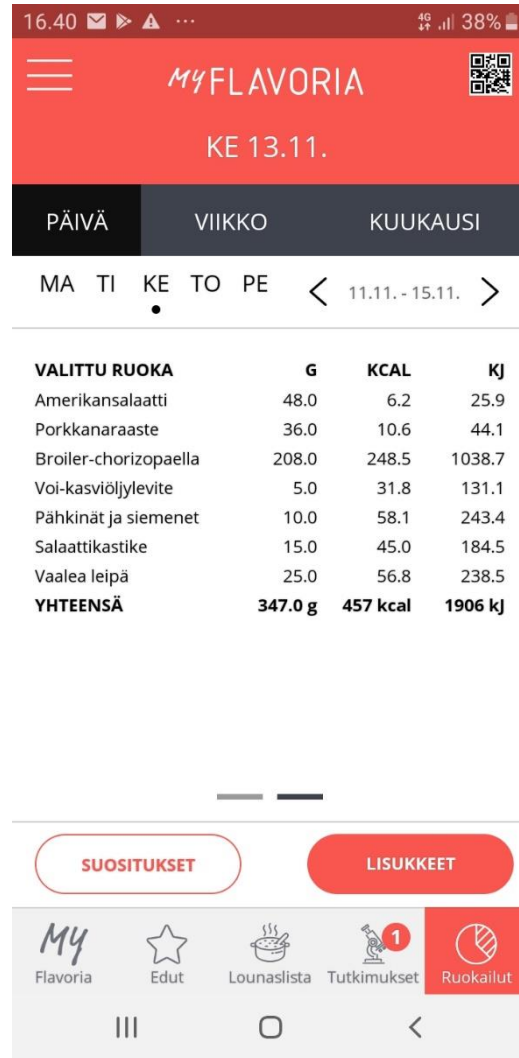 16.40 ... 4G 38%
MYFLAVORIA
KE 13.11.
PÄIVÄ VIIKKO KUUKAUSI
MA TI KE TO PE 11.11. - 15.11.
VALITTU RUOKA G KCAL KJ
Amerikansalaatti 48.0 6.2 25.9
Porkkanaraaste 36.0 10.6 44.1
Broiler-chorizopaella 208.0 248.5 1038.7
Voi-kasviöljylevite 5.0 31.8 131.1
Pähkinät ja siemenet 10.0 58.1 243.4
Salaattikastike 15.0 45.0 184.5
Vaalea leipä 25.0 56.8 238.5
YHTEENSÄ 347.0 g 457 kcal 1906 kJ
SUOSITUKSET LISUKKEET
My 1
Flavoria Edut Lounaslista Tutkimukset Ruokailut